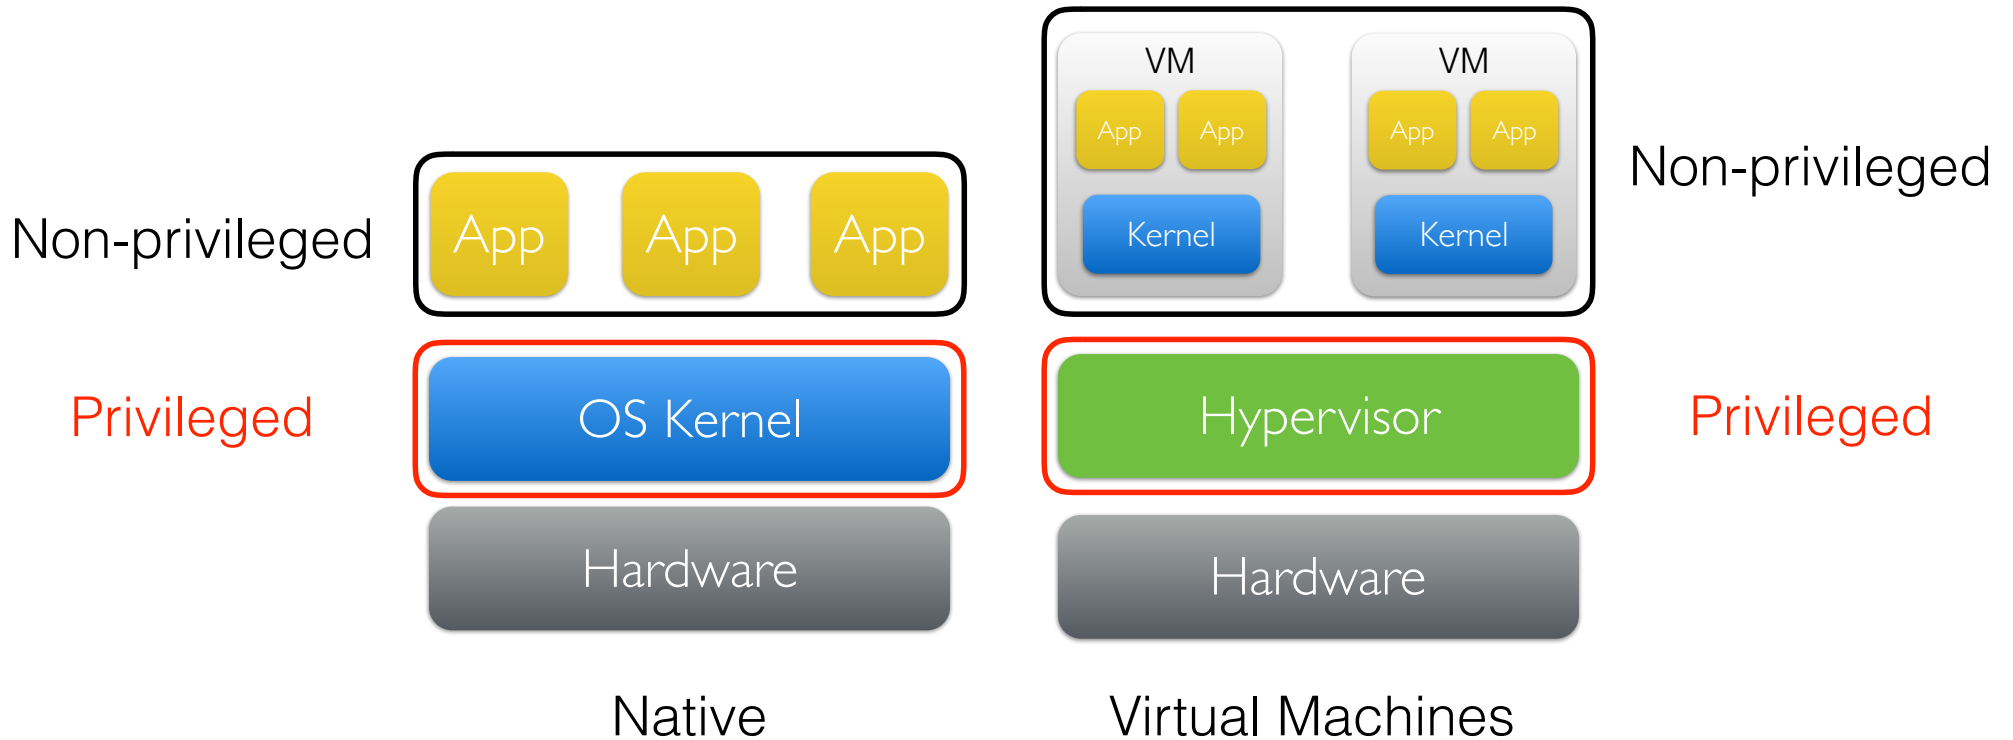 Non-privileged
App App App
Privileged
OS Kernel
Hardware
Native
VM VM
App App App App
Kernel Kernel
Non-privileged
Hypervisor
Privileged
Hardware
Virtual Machines